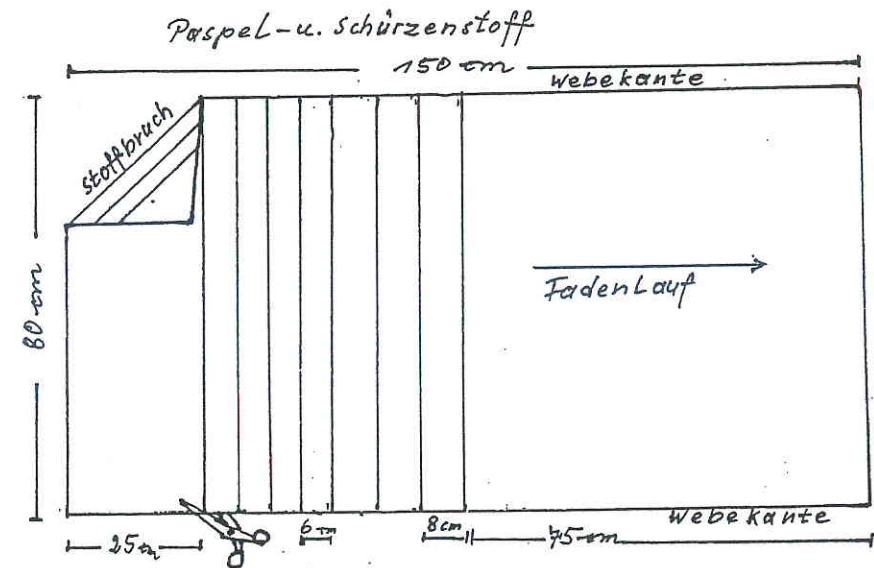 Paspel-u. Schürzenstoff
150 cm
Webekante
Stoffbruch
80 cm
Fadenlauf
Webekante
25 cm
6 cm
8 cm
75 cm